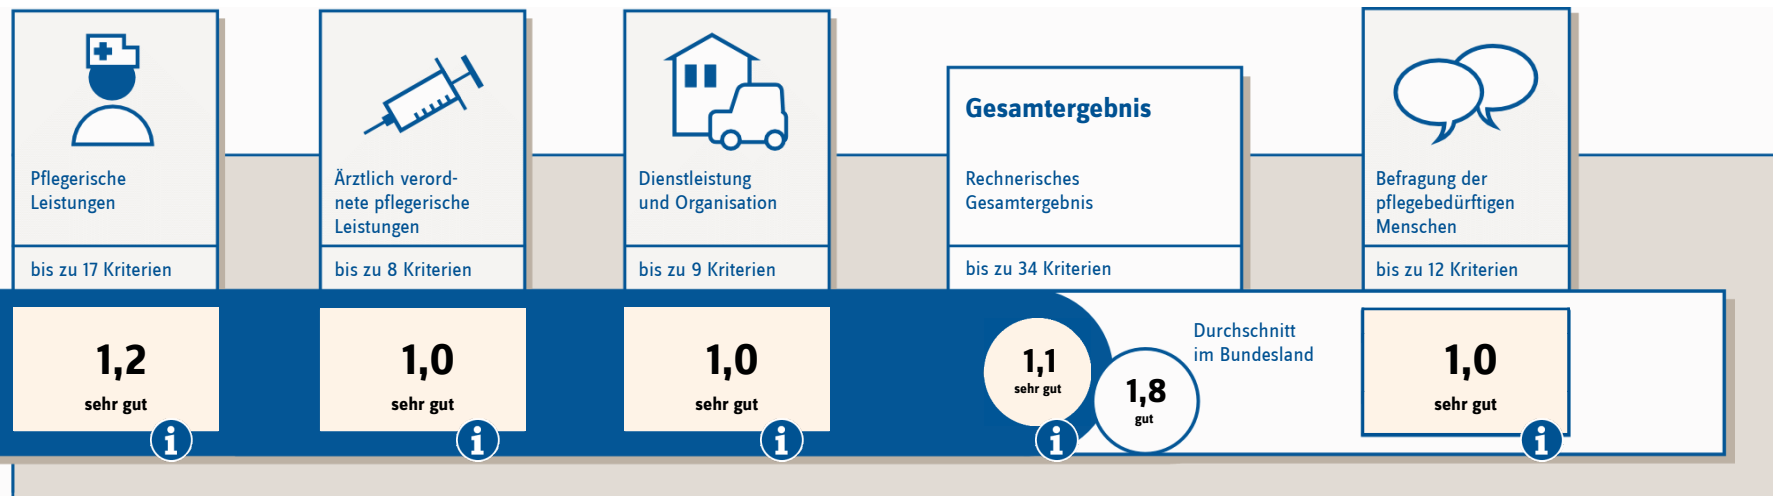 Pflegerische
Leistungen
bis zu 17 Kriterien
1,2
sehr gut
i
Ärztlich verord-
nete pflegerische
Leistungen
bis zu 8 Kriterien
1,0
sehr gut
i
Dienstleistung
und Organisation
bis zu 9 Kriterien
1,0
sehr gut
i
Gesamtergebnis
Rechnerisches
Gesamtergebnis
bis zu 34 Kriterien
1,1
sehr gut
i
1,8
gut
Durchschnitt
im Bundesland
Befragung der
pflegebedürftigen
Menschen
bis zu 12 Kriterien
1,0
sehr gut
i